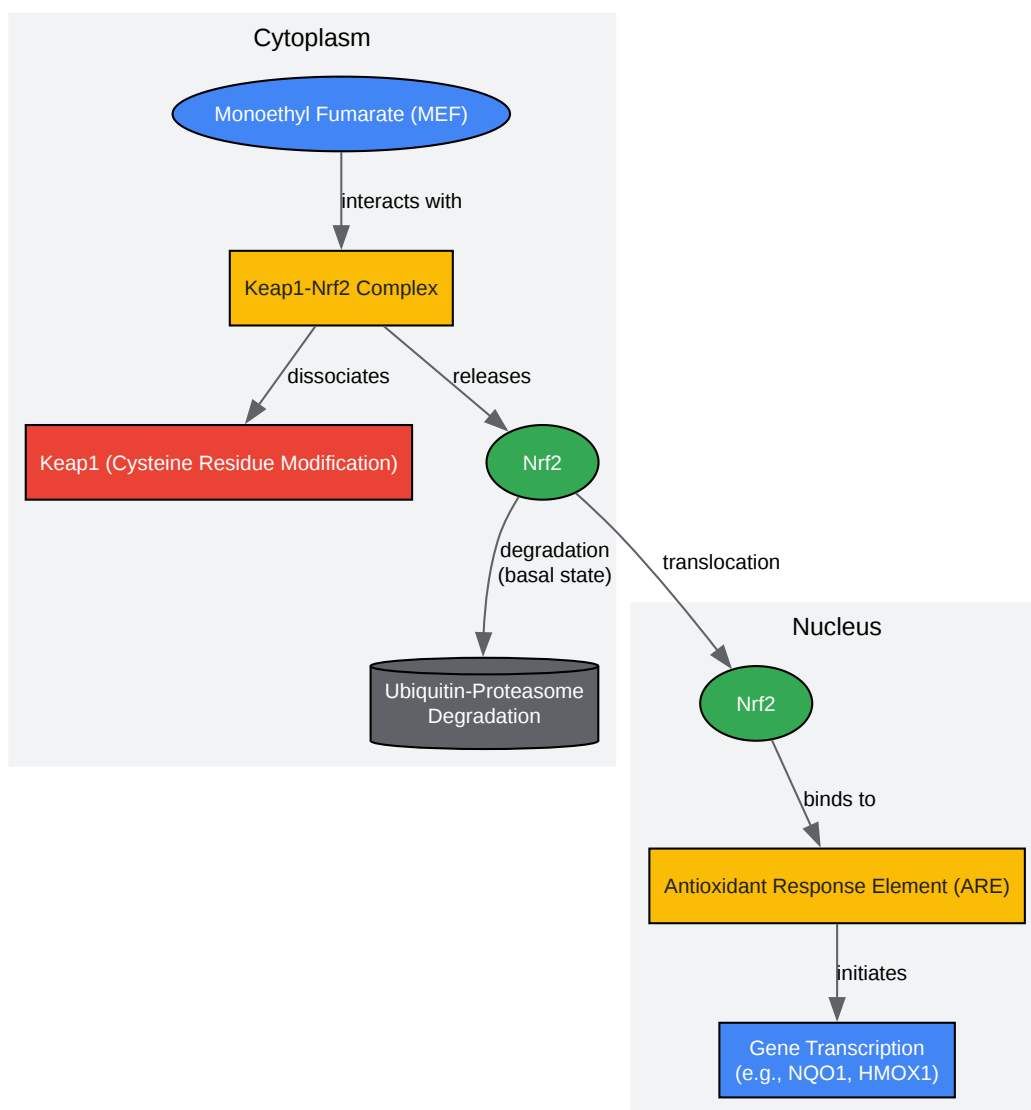 Cytoplasm
Monoethyl Fumarate (MEF)
interacts with
Keap1-Nrf2 Complex
dissociates
releases
Keap1 (Cysteine Residue Modification)
Nrf2
degradation
(basal state)
translocation
Nucleus
Ubiquitin-Proteasome
Degradation
Nrf2
binds to
Antioxidant Response Element (ARE)
initiates
Gene Transcription
(e.g., NQO1, HMOX1)